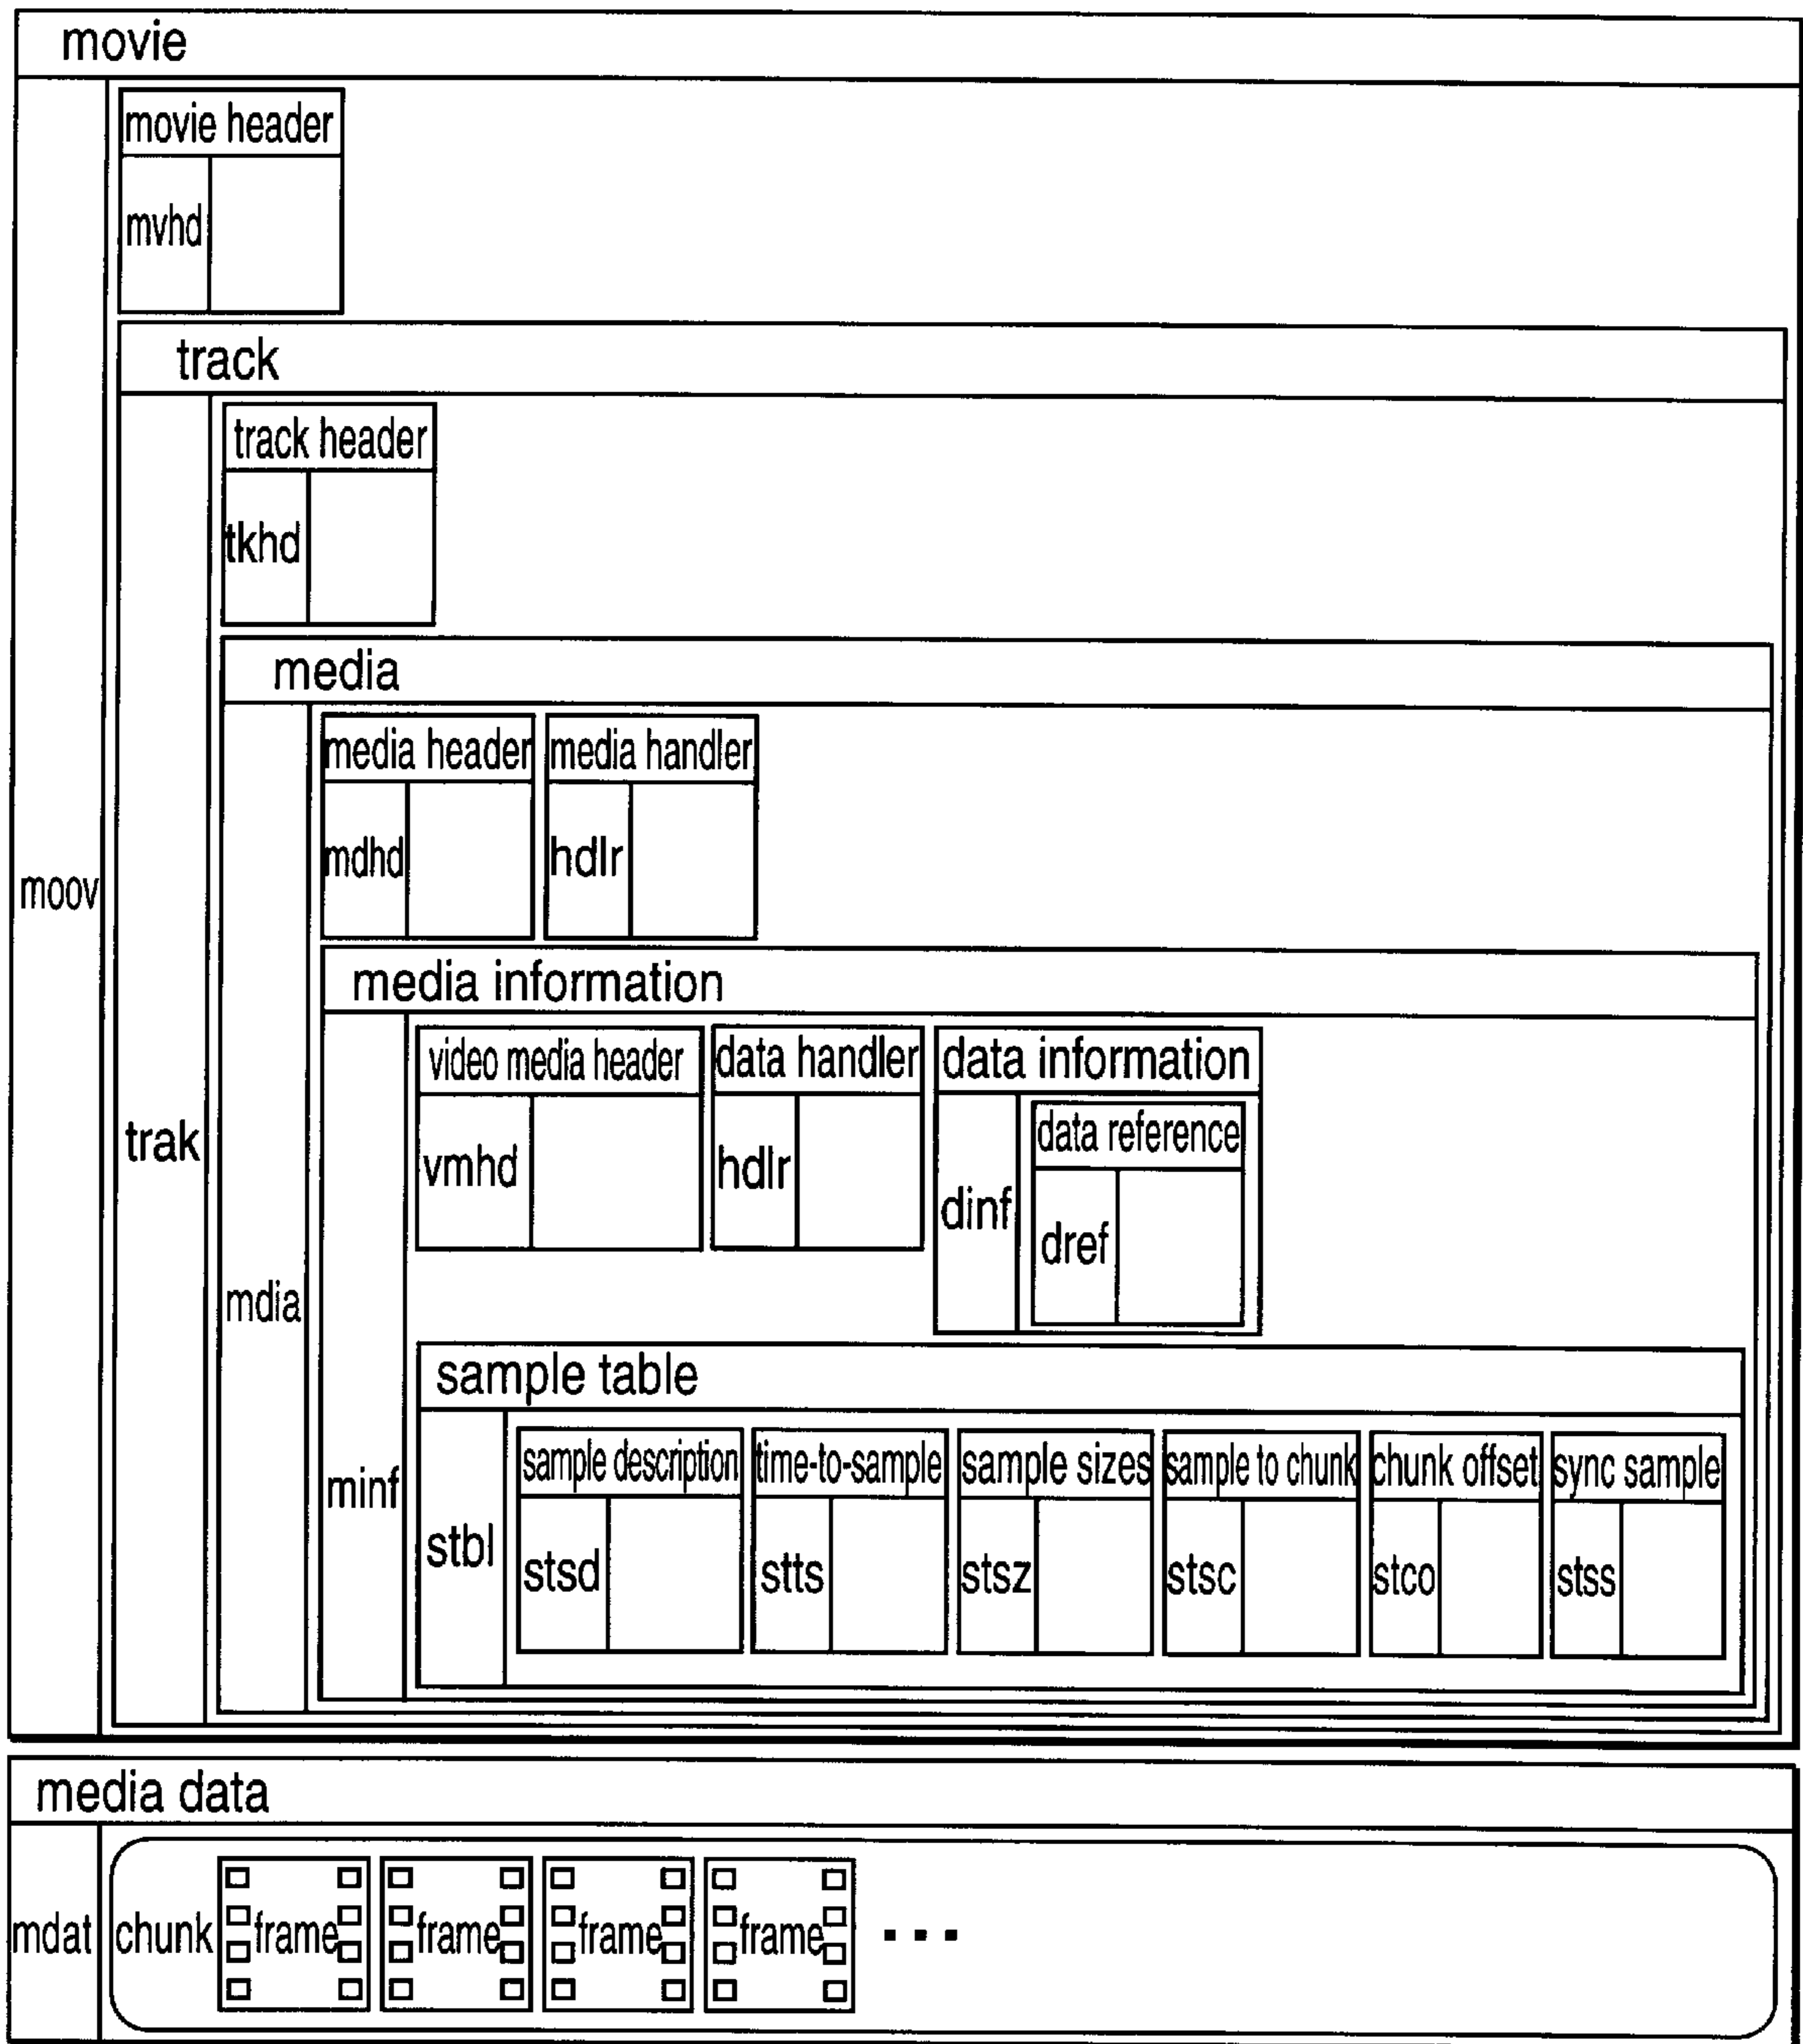 movie
movie header
mvhd
track
track header
tkhd
media
media header media handler
mdhd hdlr
moov
media information
video media header data handler data information
data reference
trak
vmhd hdlr
dinf
dref
mdia
sample table
sample description time-to-sample sample sizes sample to chunk chunk offset sync sample
minf
stbl
stsd stts stsz stsc stco stss
media data
mdat chunk frame frame frame frame ...